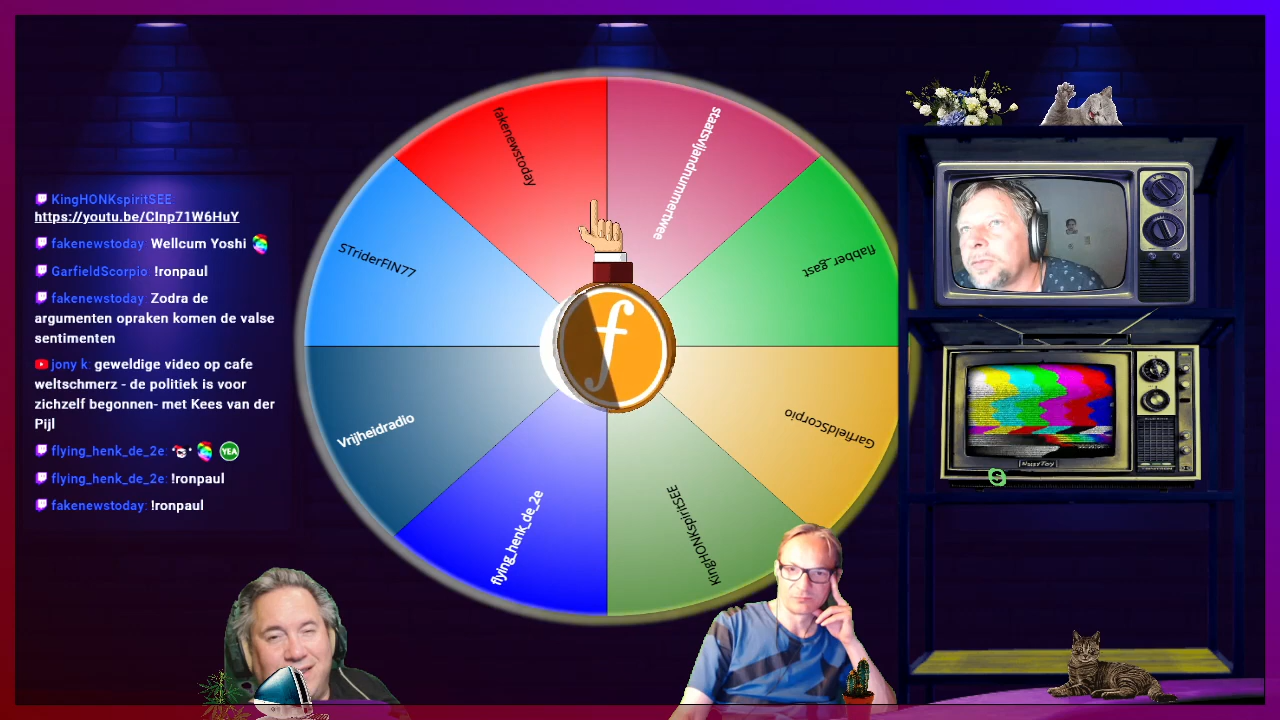 KingHONKspiritSEE
https://youtu.be/CInp71W6HuY
fakenewstoday: Wellcum Yoshi
GarfieldScorpio: !ronpaul
fakenewstoday: Zodra de
argumenten opraken komen de valse
sentimenten
jony k: geweldige video op cafe
weltschmerz - de politiek is voor
zichzelf begonnen- met Kees van der
Pijl
flying_henk_de_2e: YEA
flying_henk_de_2e: !ronpaul
fakenewstoday: !ronpaul
fakenewstoday
staatsvijandnummertwee
flabber_gast
GarfieldScorpio
KingHONKspiritSEE
flying_henk_de_2e
Vrijheidradio
STriderFIN77
f